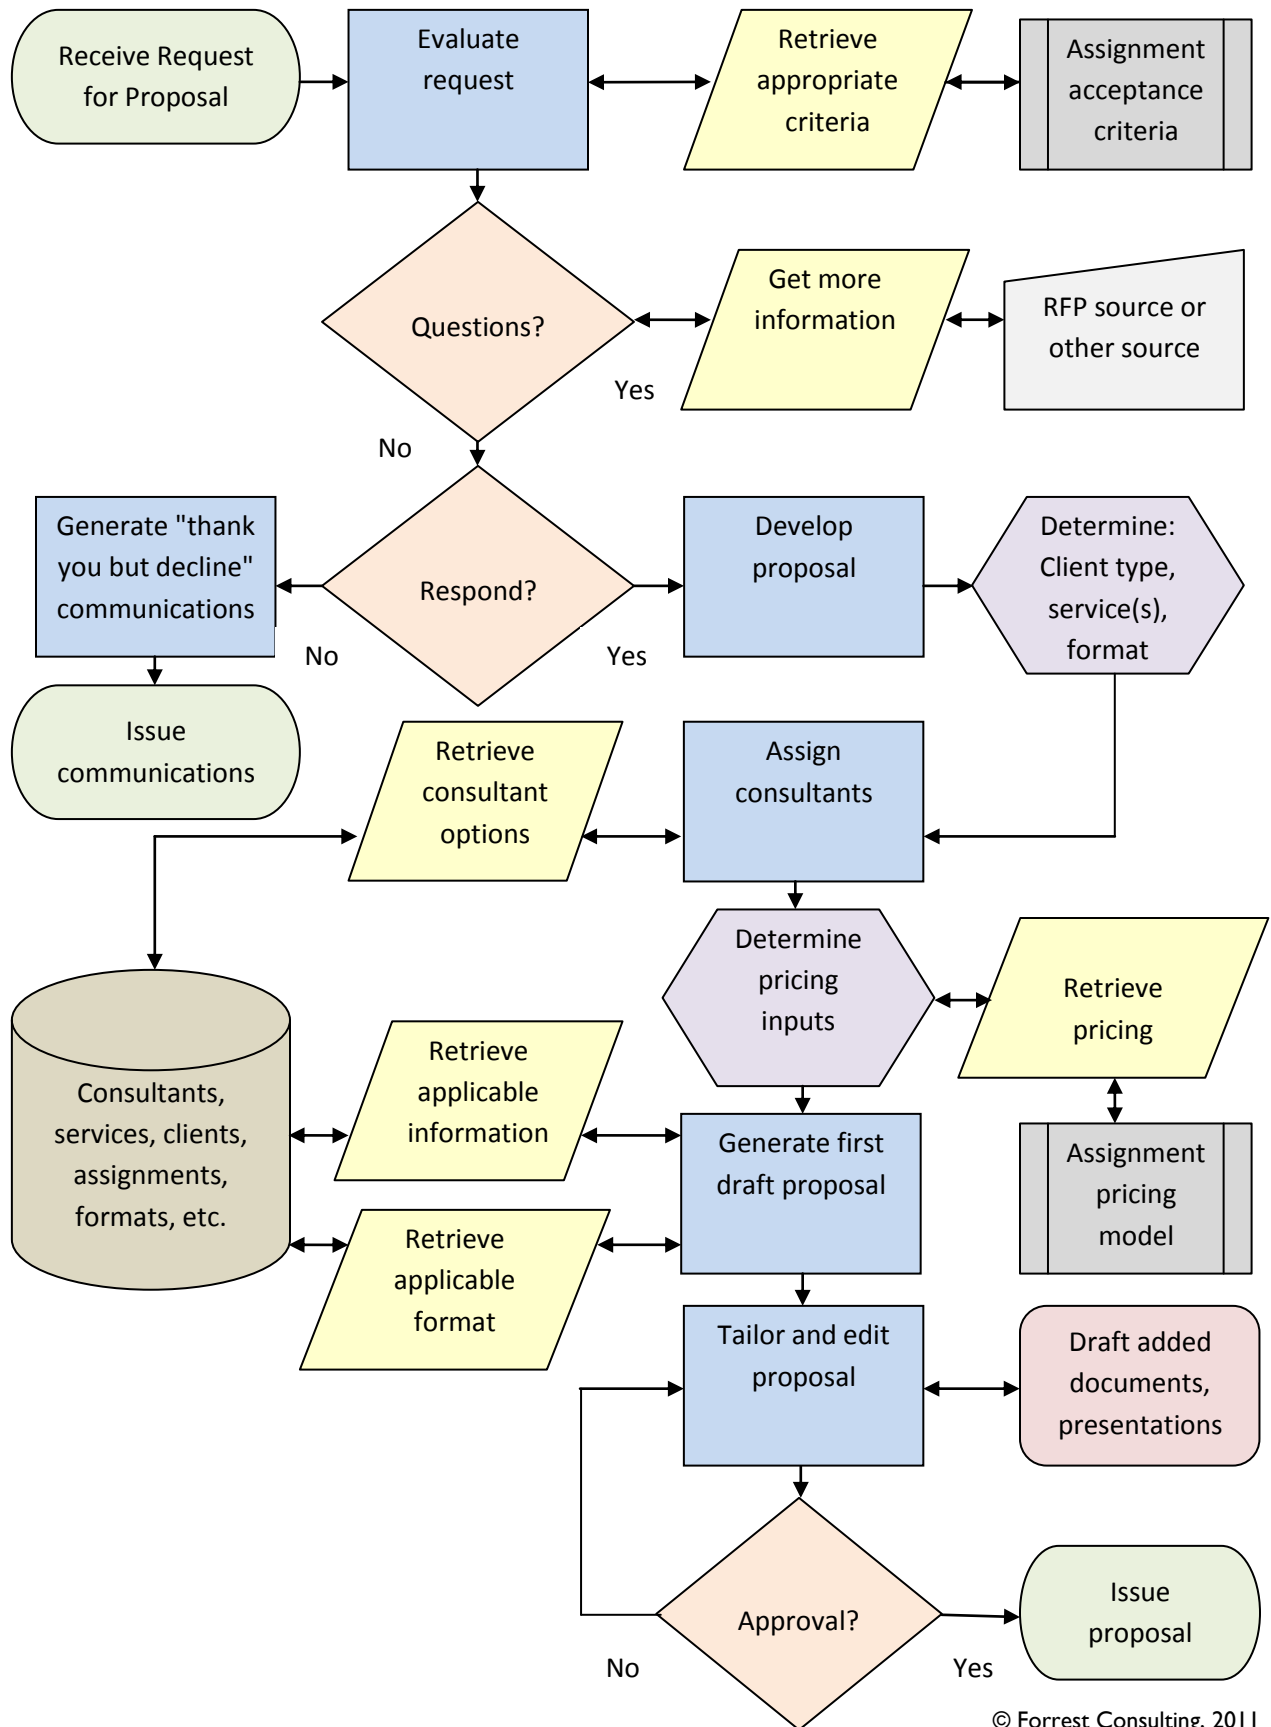 Receive Request
for Proposal
Evaluate
request
Retrieve
appropriate
criteria
Assignment
acceptance
criteria
Questions?
Yes
No
Get more
information
RFP source or
other source
Generate "thank
you but decline"
communications
No
Respond?
Yes
Develop
proposal
Determine:
Client type,
service(s),
format
Issue
communications
Retrieve
consultant
options
Assign
consultants
Determine
pricing
inputs
Retrieve
pricing
Consultants,
services, clients,
assignments,
formats, etc.
Retrieve
applicable
information
Generate first
draft proposal
Assignment
pricing
model
Retrieve
applicable
format
Tailor and edit
proposal
Draft added
documents,
presentations
Approval?
No
Yes
Issue
proposal
© Forrest Consulting, 2011